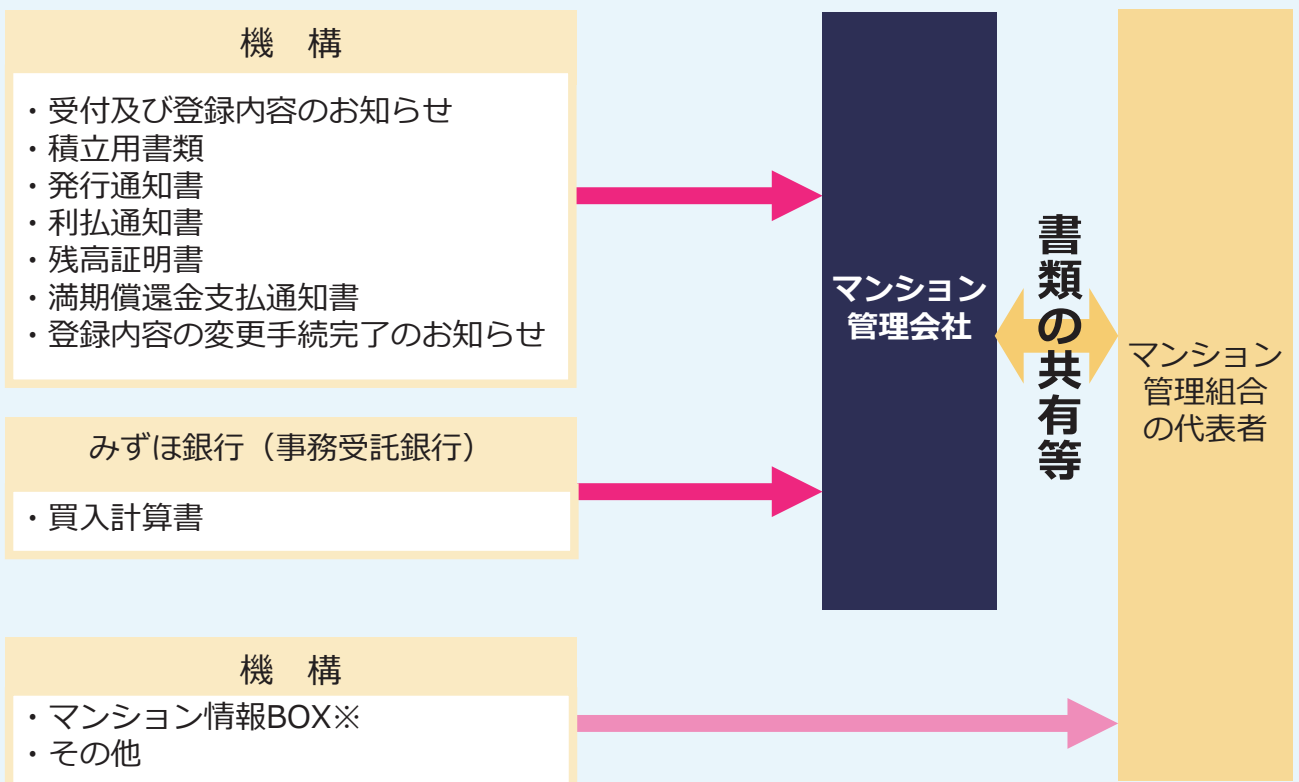 機 構
・受付及び登録内容のお知らせ
・積立用書類
・発行通知書
・利払通知書
・残高証明書
・満期償還金支払通知書
・登録内容の変更手続完了のお知らせ
みずほ銀行（事務受託銀行）
・買入計算書
機 構
・マンション情報BOX※
・その他
マンション
管理会社
書類の共有等
マンション
管理組合
の代表者